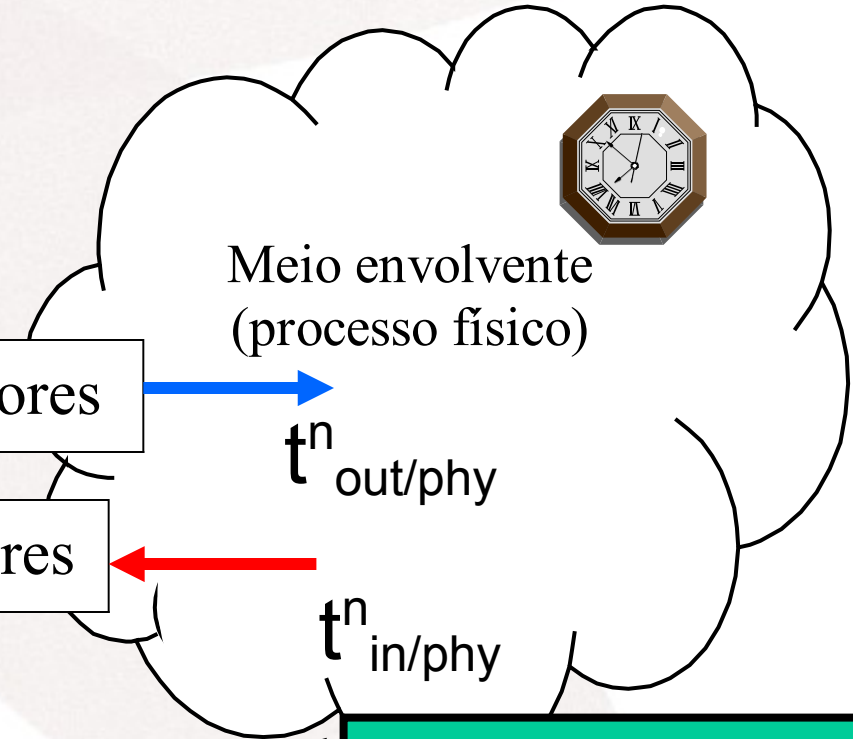 Meio envolvente
(processo físico)
ores
tⁿout/phy
res
tⁿin/phy